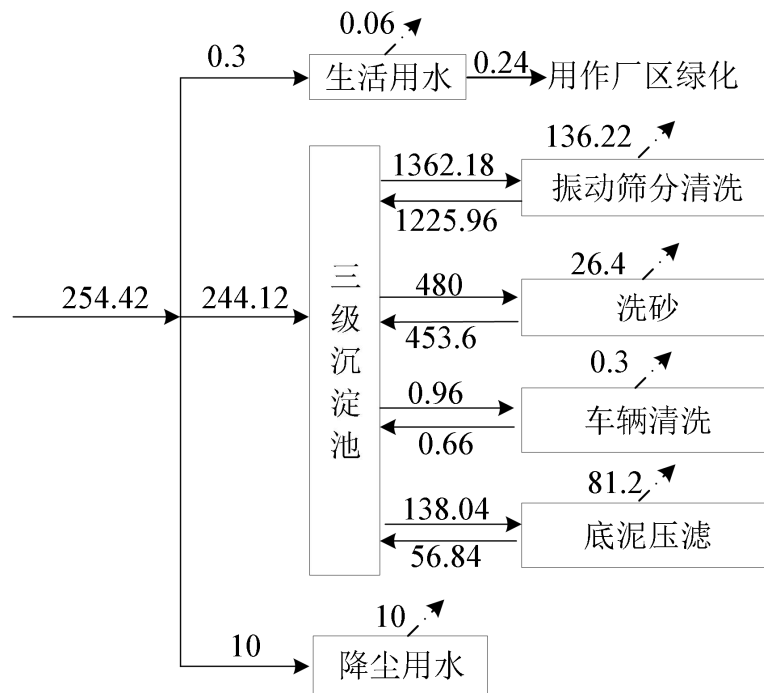 0.06
0.3
生活用水
0.24
用作厂区绿化
136.22
1362.18
振动筛分清洗
1225.96
26.4
254.42
244.12
三级沉淀池
480
洗砂
453.6
0.3
0.96
车辆清洗
0.66
81.2
138.04
底泥压滤
56.84
10
10
降尘用水